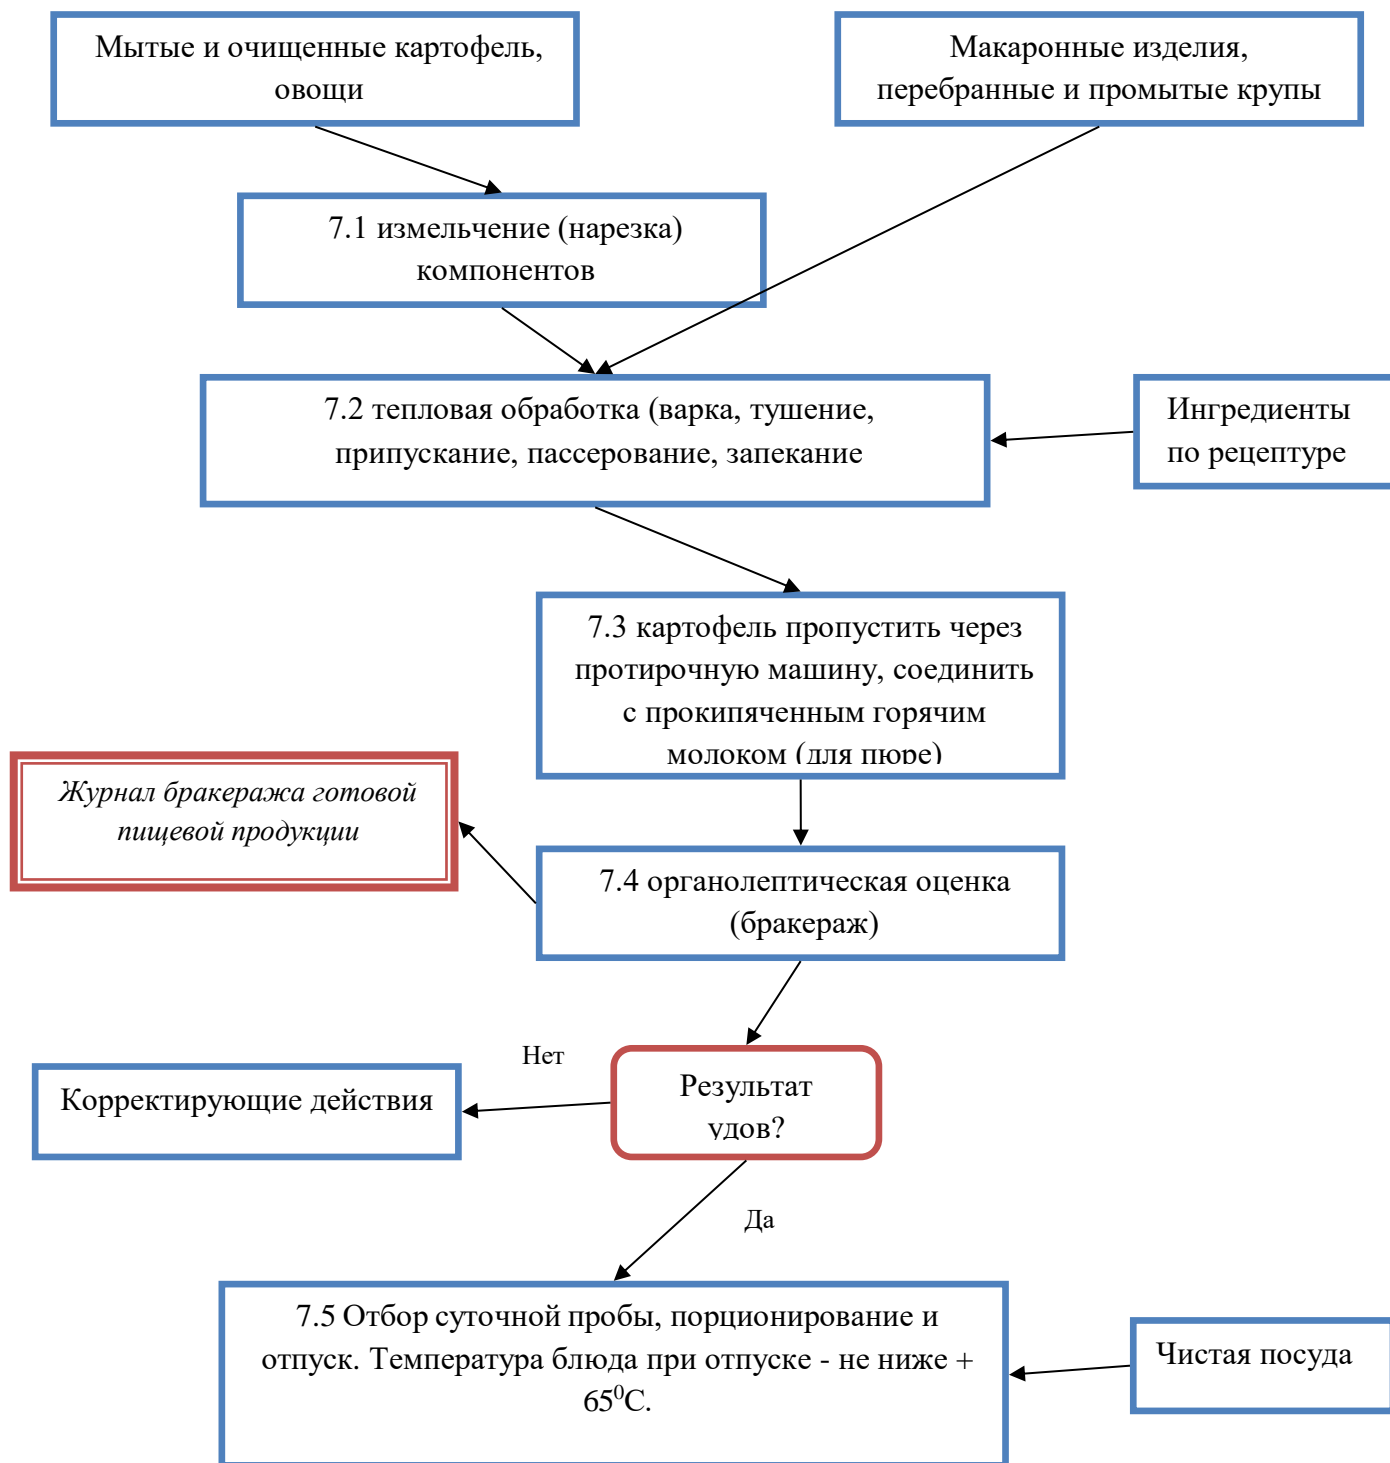 Мытые и очищенные картофель,
овощи
Макаронные изделия,
перебранные и промытые крупы
7.1 измельчение (нарезка)
компонентов
7.2 тепловая обработка (варка, тушение,
припускание, пассерование, запекание
Ингредиенты
по рецептуре
7.3 картофель пропустить через
протирочную машину, соединить
с прокипяченным горячим
молоком (для пюре)
Журнал бракеража готовой
пищевой продукции
7.4 органолептическая оценка
(бракераж)
Нет
Корректирующие действия
Результат
удов?
Да
7.5 Отбор суточной пробы, порционирование и
отпуск. Температура блюда при отпуске - не ниже +
65⁰С.
Чистая посуда